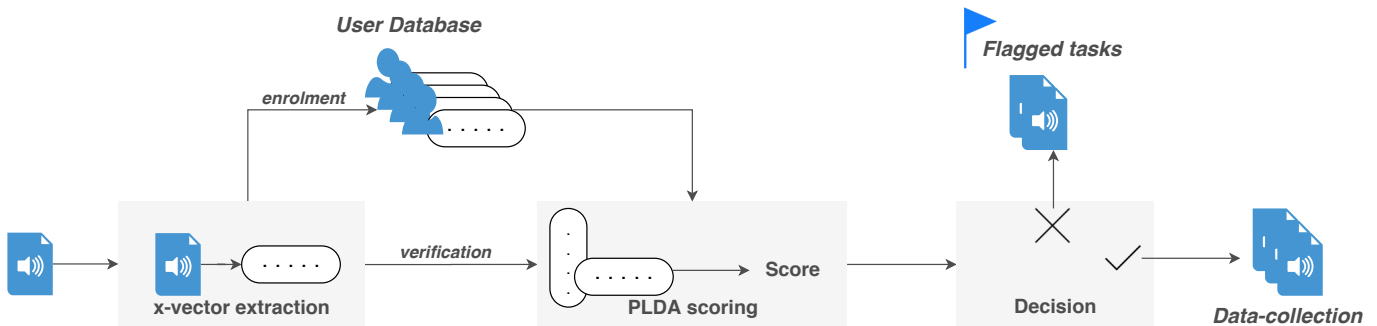 User Database
Flagged tasks
enrolment
verification
Score
x-vector extraction
PLDA scoring
Decision
Data-collection